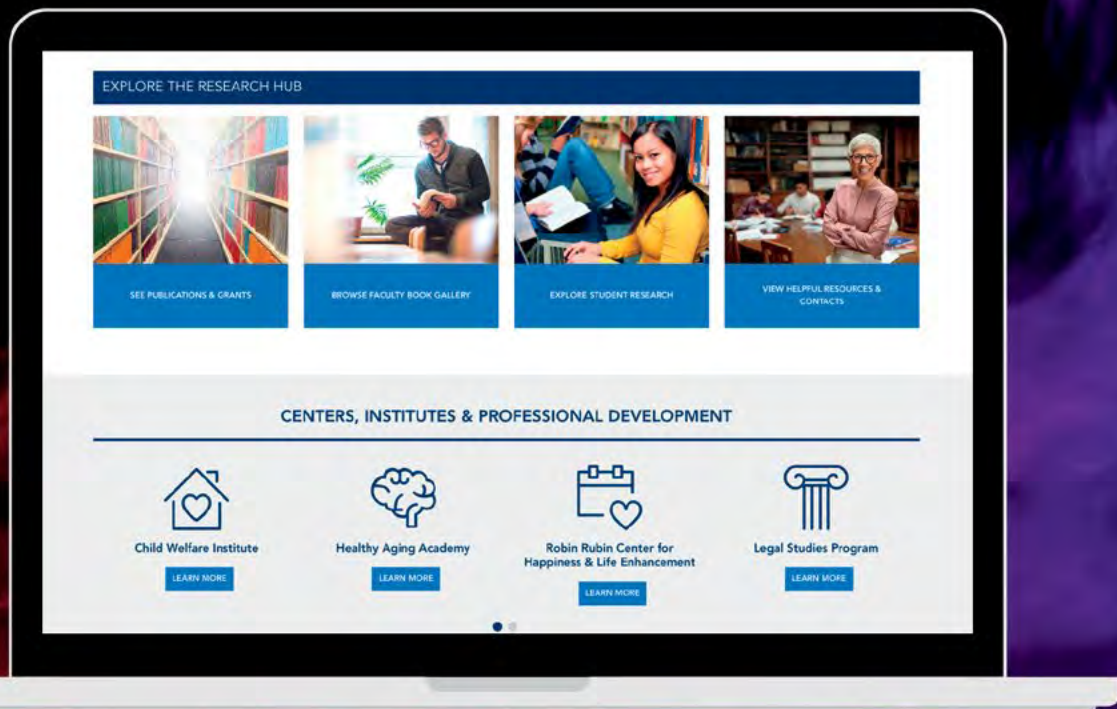 EXPLORE THE RESEARCH HUB
SEE PUBLICATIONS & GRANTS
BROWSE FACULTY BOOK GALLERY
EXPLORE STUDENT RESEARCH
VIEW HELPFUL RESOURCES &
CONTACTS
CENTERS, INSTITUTES & PROFESSIONAL DEVELOPMENT
Child Welfare Institute
LEARN MORE
Healthy Aging Academy
LEARN MORE
Robin Rubin Center for
Happiness & Life Enhancement
LEARN MORE
Legal Studies Program
LEARN MORE